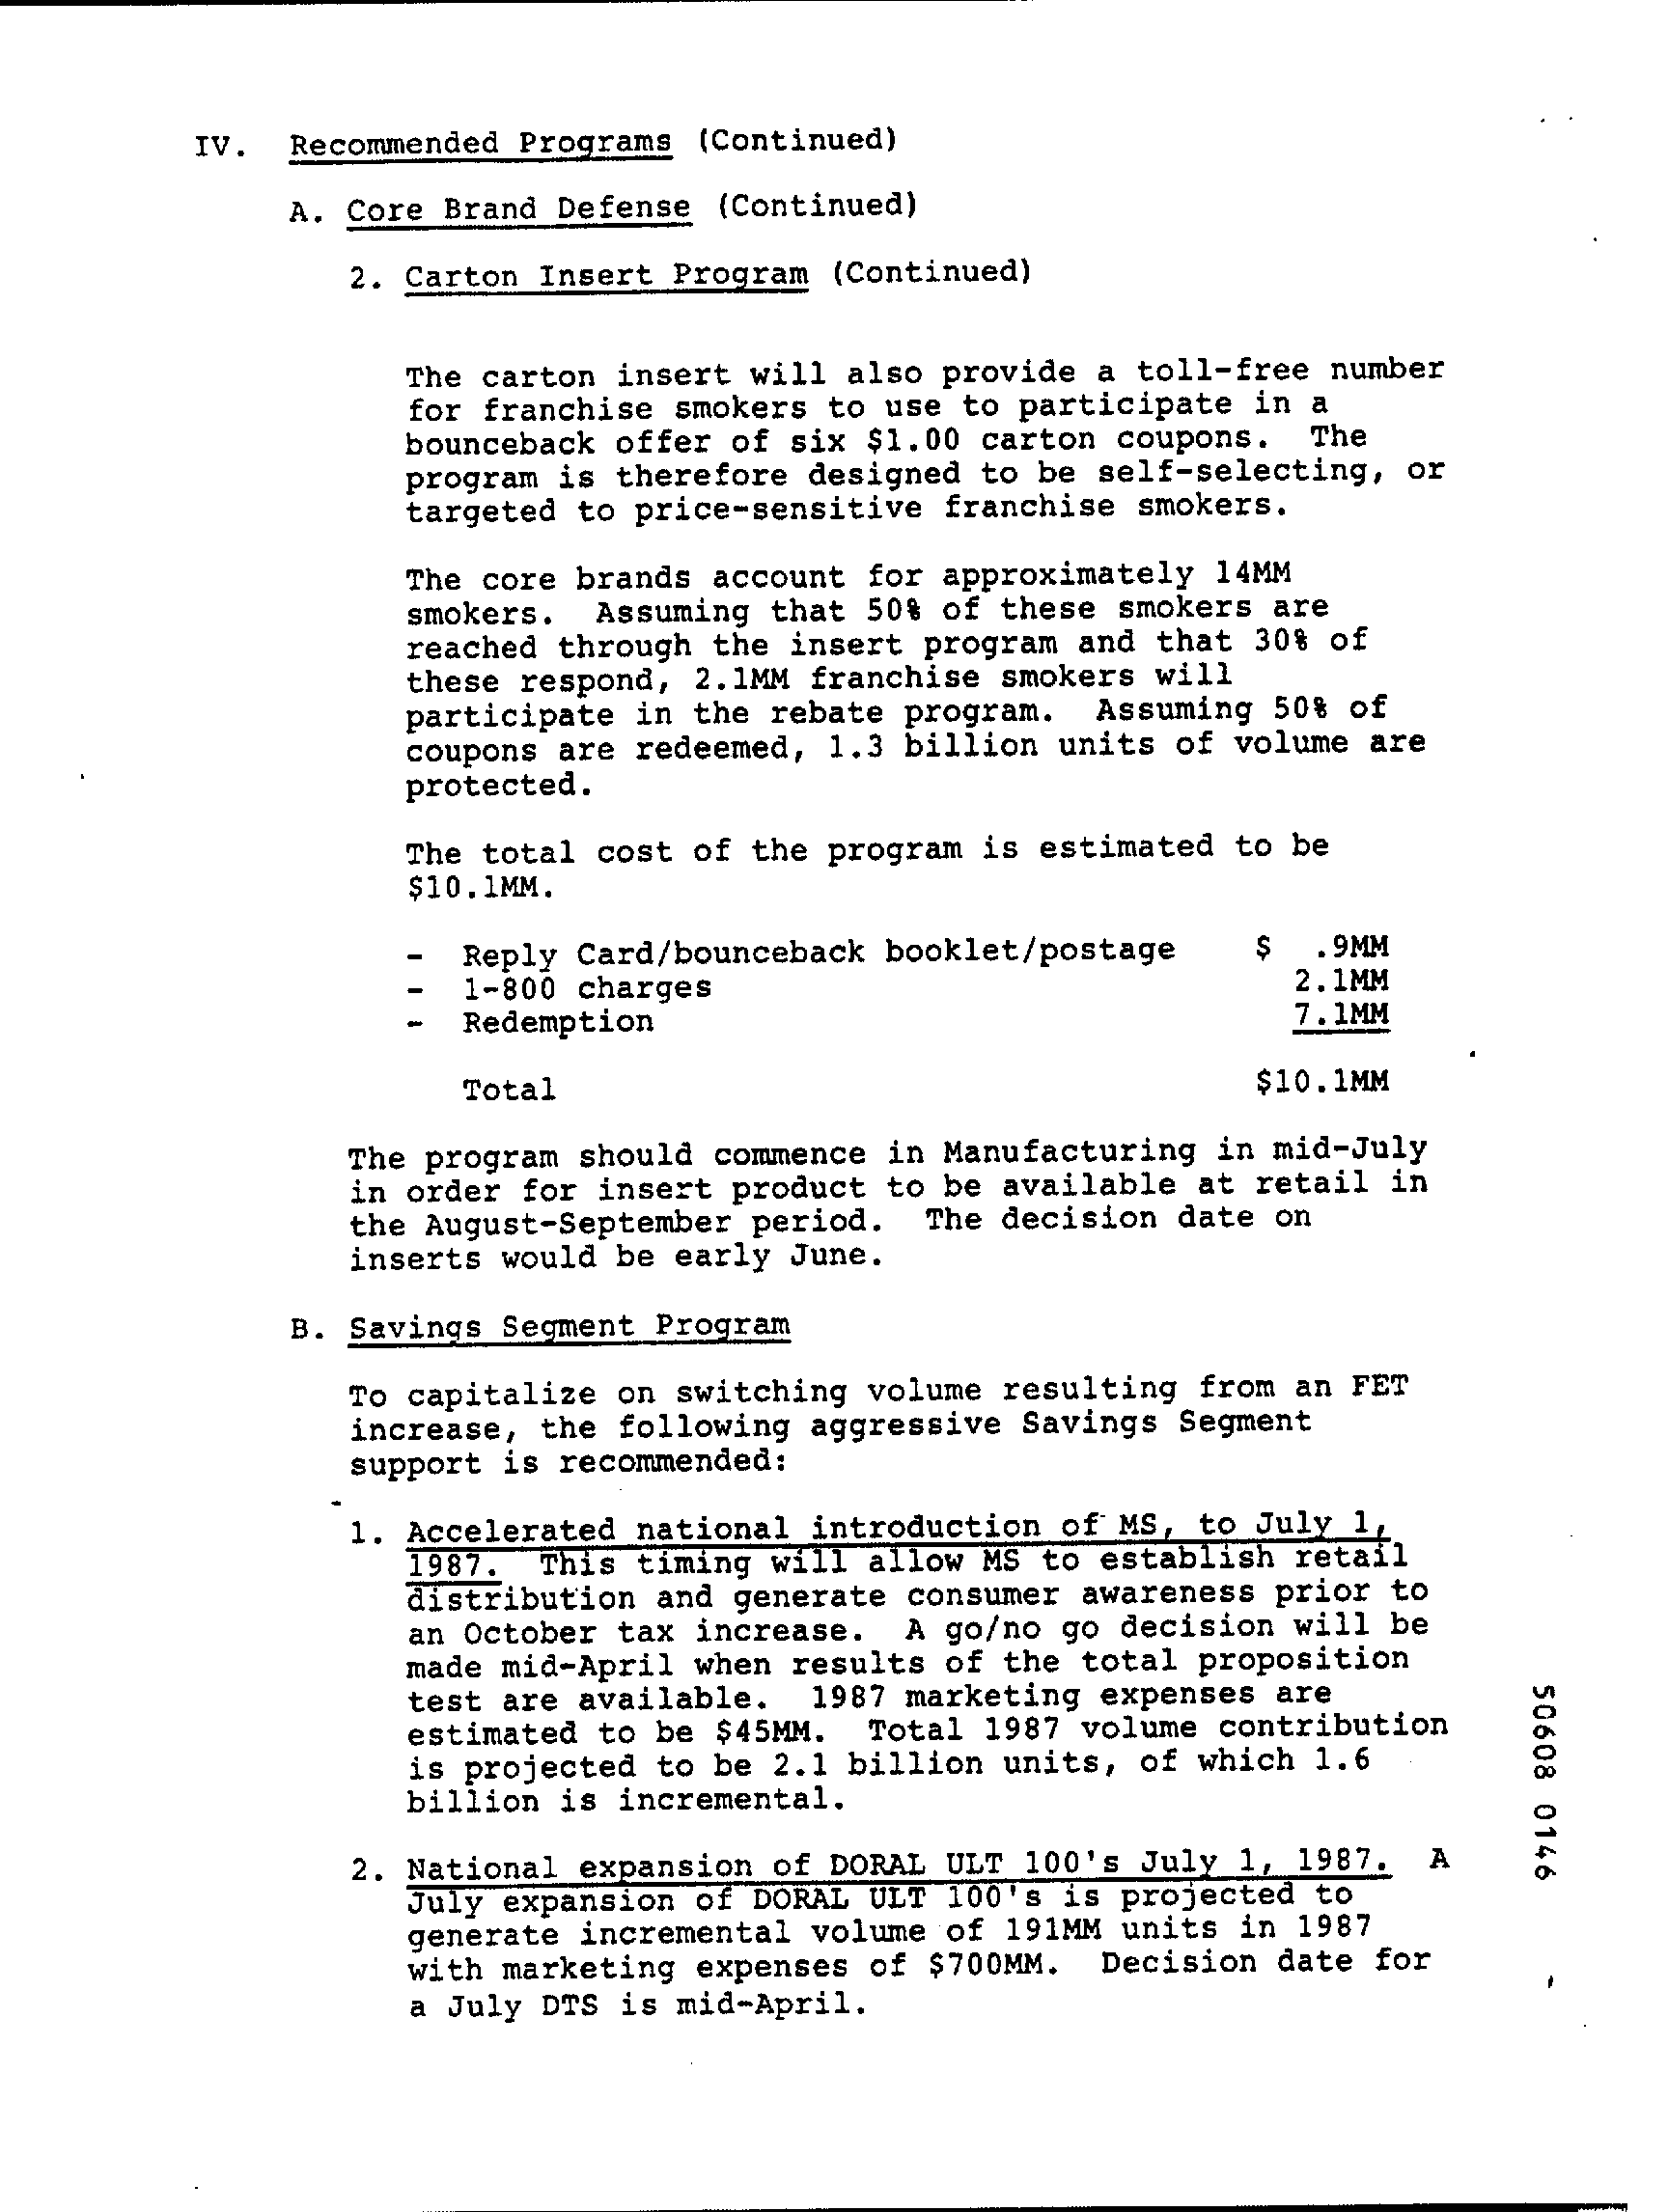 IV. Recommended Programs (Continued)
A. Core Brand Defense (Continued)
2. Carton Insert Program (Continued)
The carton insert will also provide a toll-free number
for franchise smokers to use to participate in a
bounceback offer of six $1.00 carton coupons. The
program is therefore designed to be self-selecting, or
targeted to price-sensitive franchise smokers.
The core brands account for approximately 14MM
smokers. Assuming that 50% of these smokers are
reached through the insert program and that 30% of
these respond, 2.1MM franchise smokers will
participate in the rebate program. Assuming 50% of
coupons are redeemed, 1.3 billion units of volume are
protected.
The total cost of the program is estimated to be
$10.1MM.
- Reply Card/bounceback booklet/postage $ .9MM
- 1-800 charges 2.1MM
- Redemption 7.1MM
Total $10.1MM
The program should commence in Manufacturing in mid-July
in order for insert product to be available at retail in
the August-September period. The decision date on
inserts would be early June.
B. Savings Segment Program
To capitalize on switching volume resulting from an FET
increase, the following aggressive Savings Segment
support is recommended:
1. Accelerated national introduction of MS, to July 1,
1987. This timing will allow MS to establish retail
distribution and generate consumer awareness prior to
an October tax increase. A go/no go decision will be
made mid-April when results of the total proposition
test are available. 1987 marketing expenses are
estimated to be $45MM. Total 1987 volume contribution
is projected to be 2.1 billion units, of which 1.6
billion is incremental.
2. National expansion of DORAL ULT 100's July 1, 1987. A
July expansion of DORAL ULT 100's is projected to
generate incremental volume of 191MM units in 1987
with marketing expenses of $700MM. Decision date for
a July DTS is mid-April.
50608 0146